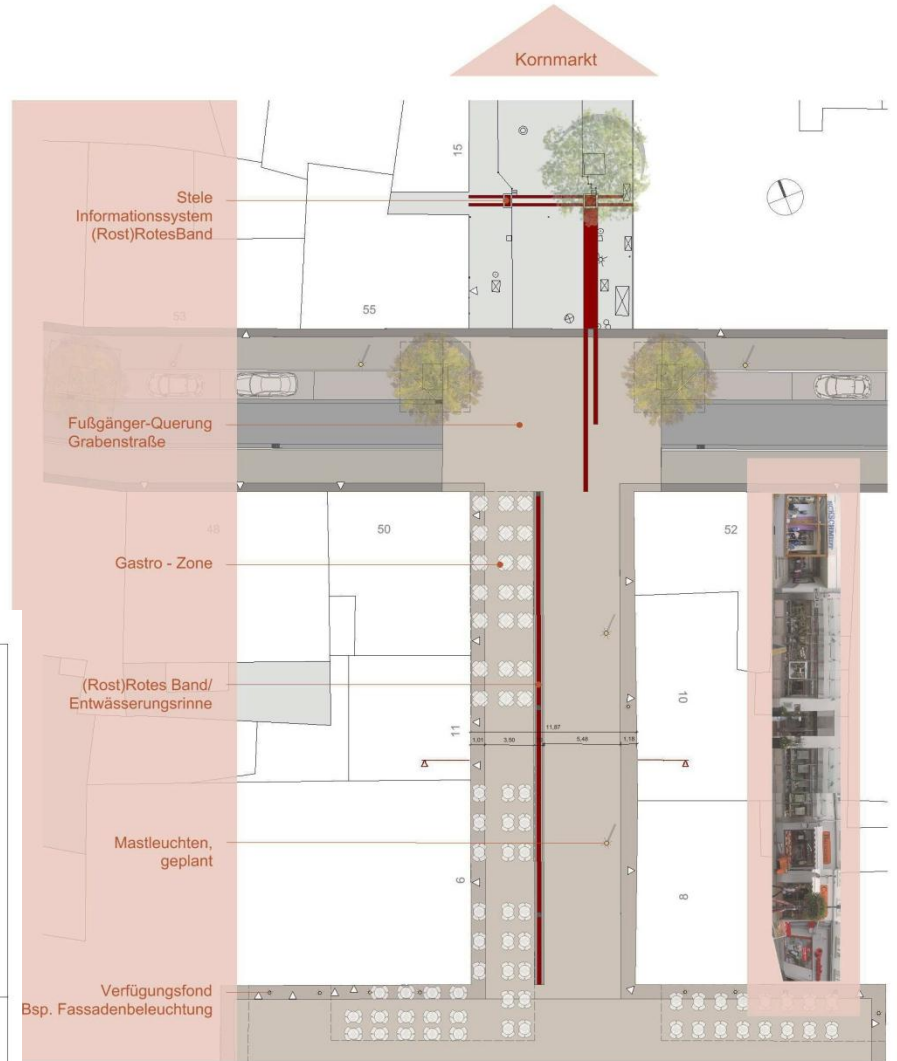 Kornmarkt
15
Stele
Informationssystem
(Rost)RotesBand
53
55
Fußgänger-Querung
Grabenstraße
48
50
52
Gastro - Zone
(Rost)Rotes Band/
Entwässerungsrinne
11
10
11,67
1,01
3,50
5,48
1,18
Mastleuchten,
geplant
9
8
Verfügungsfond
Bsp. Fassadenbeleuchtung